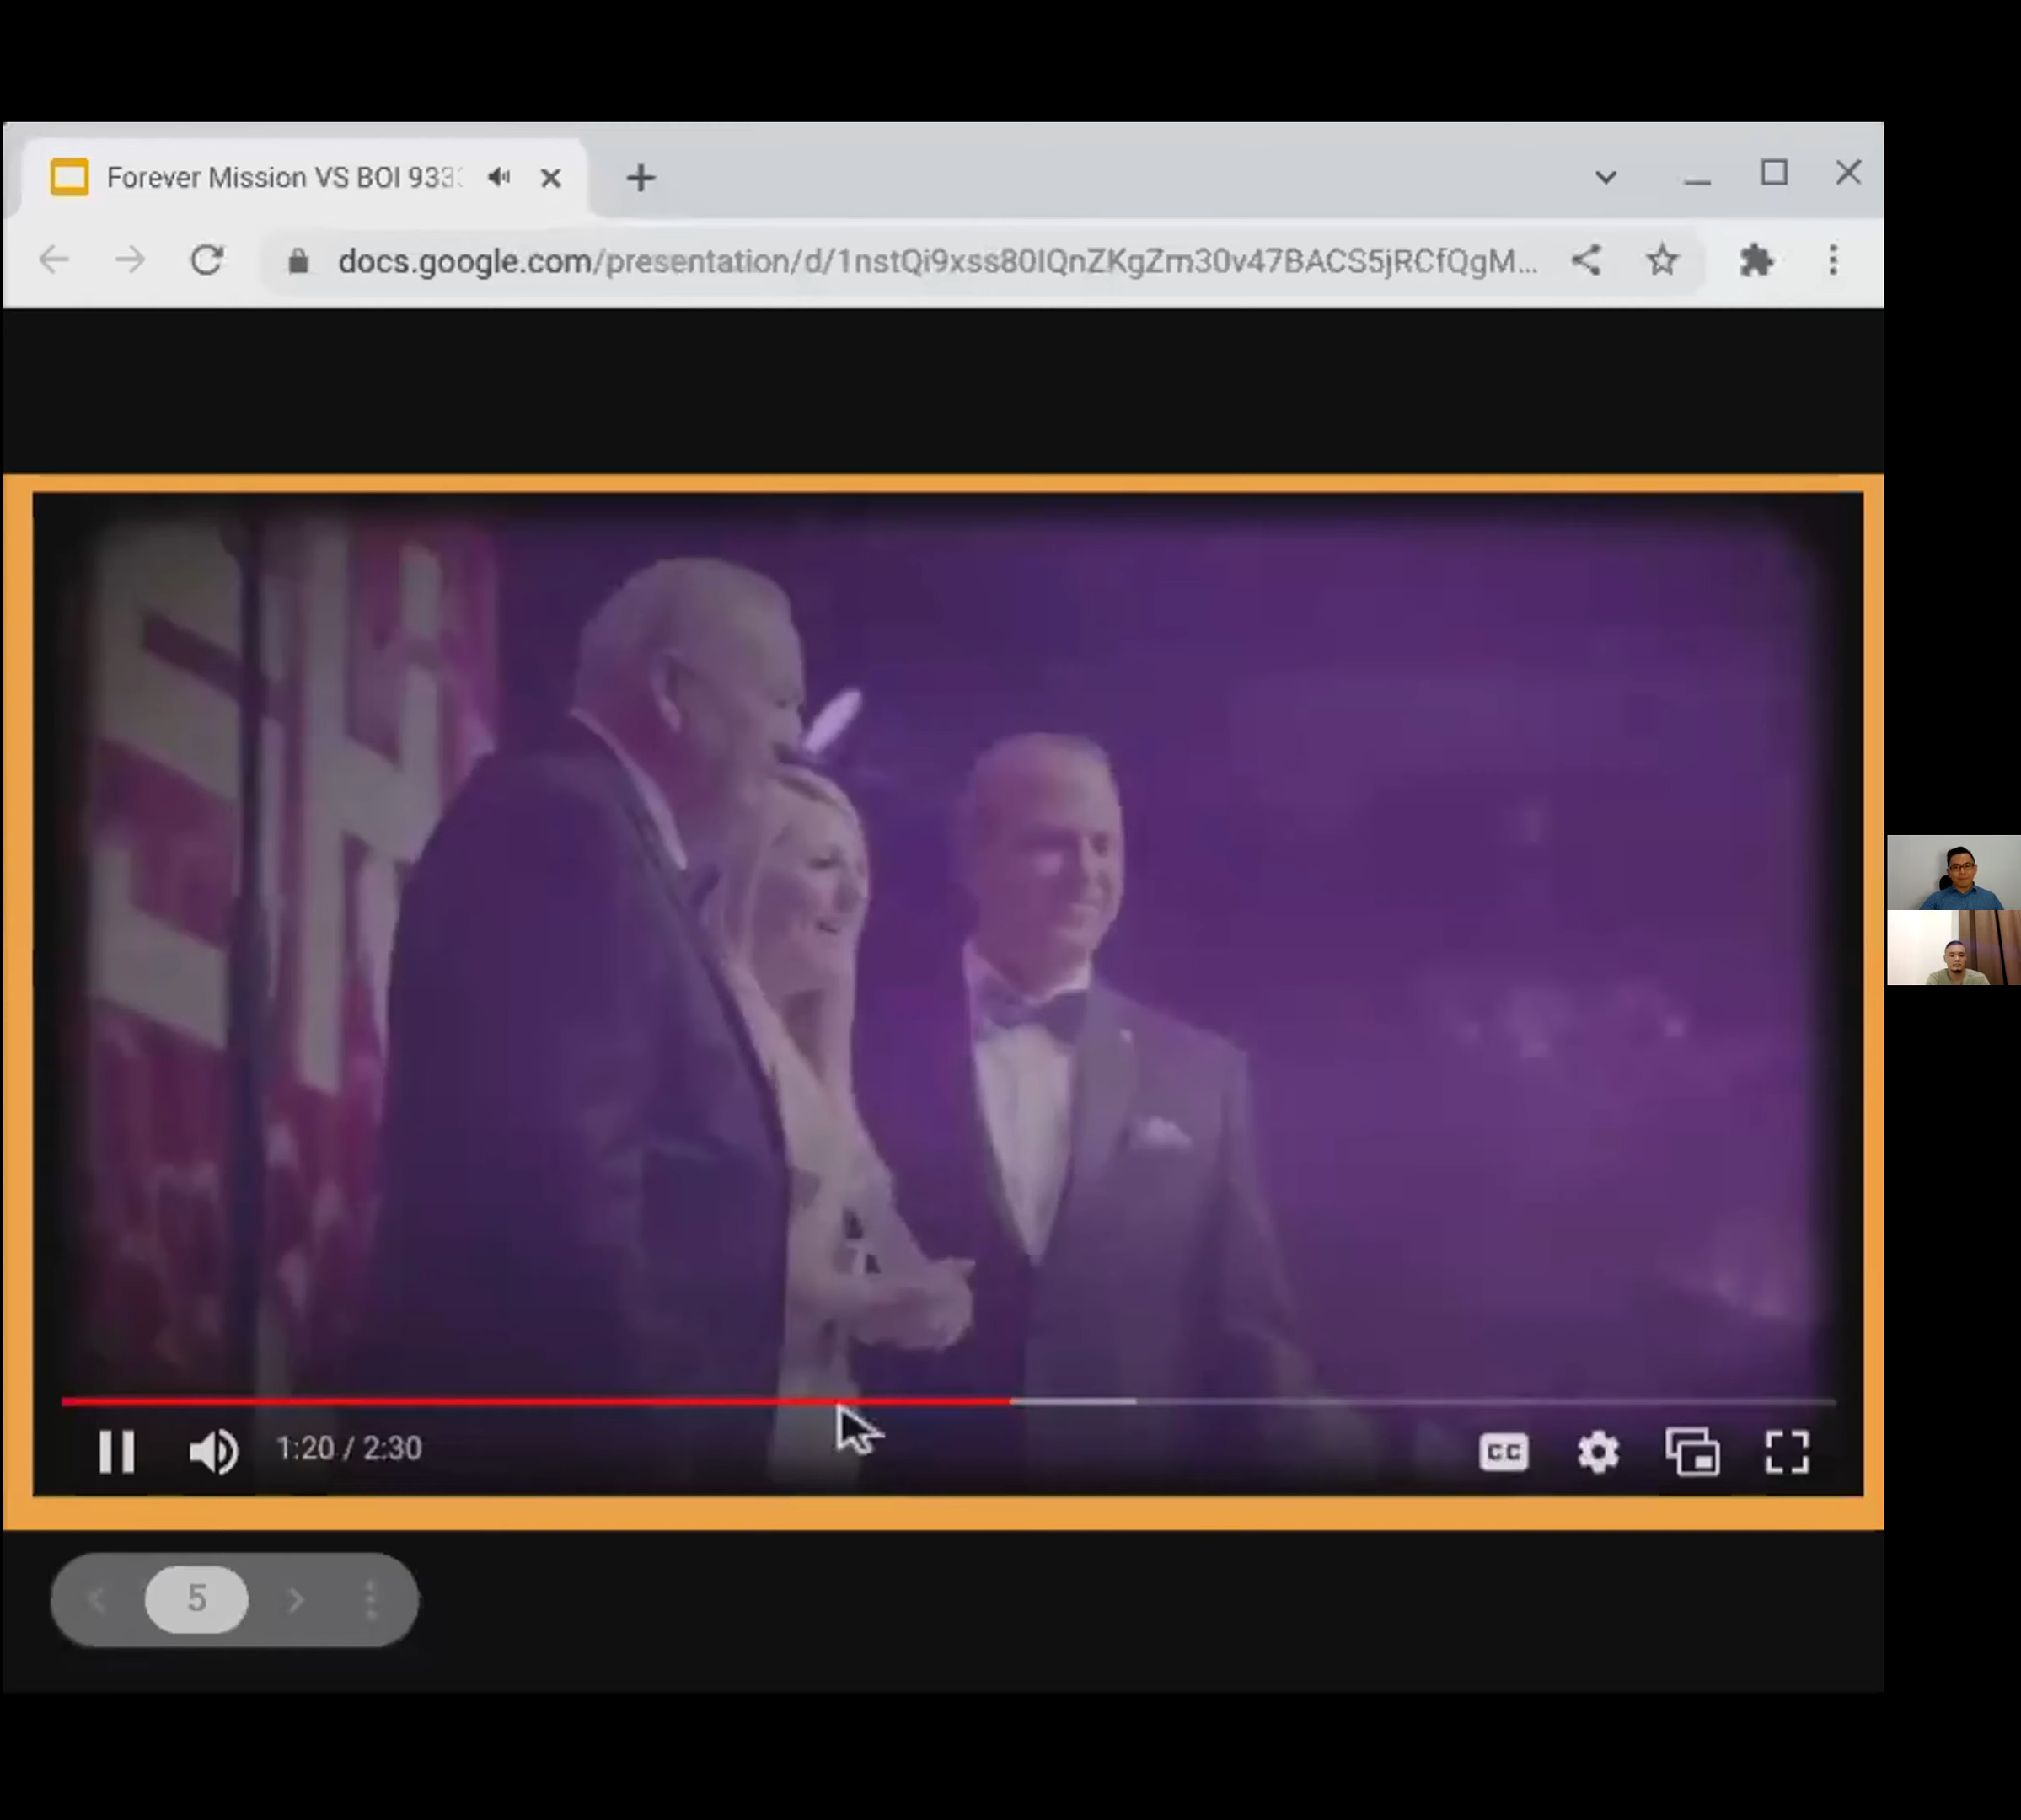 Forever Mission VS BOI 933
docs.google.com/presentation/d/1nstQi9xss80IQnZKgZm30v47BACS5jRCfQgM...
1:20 / 2:30
CC
5